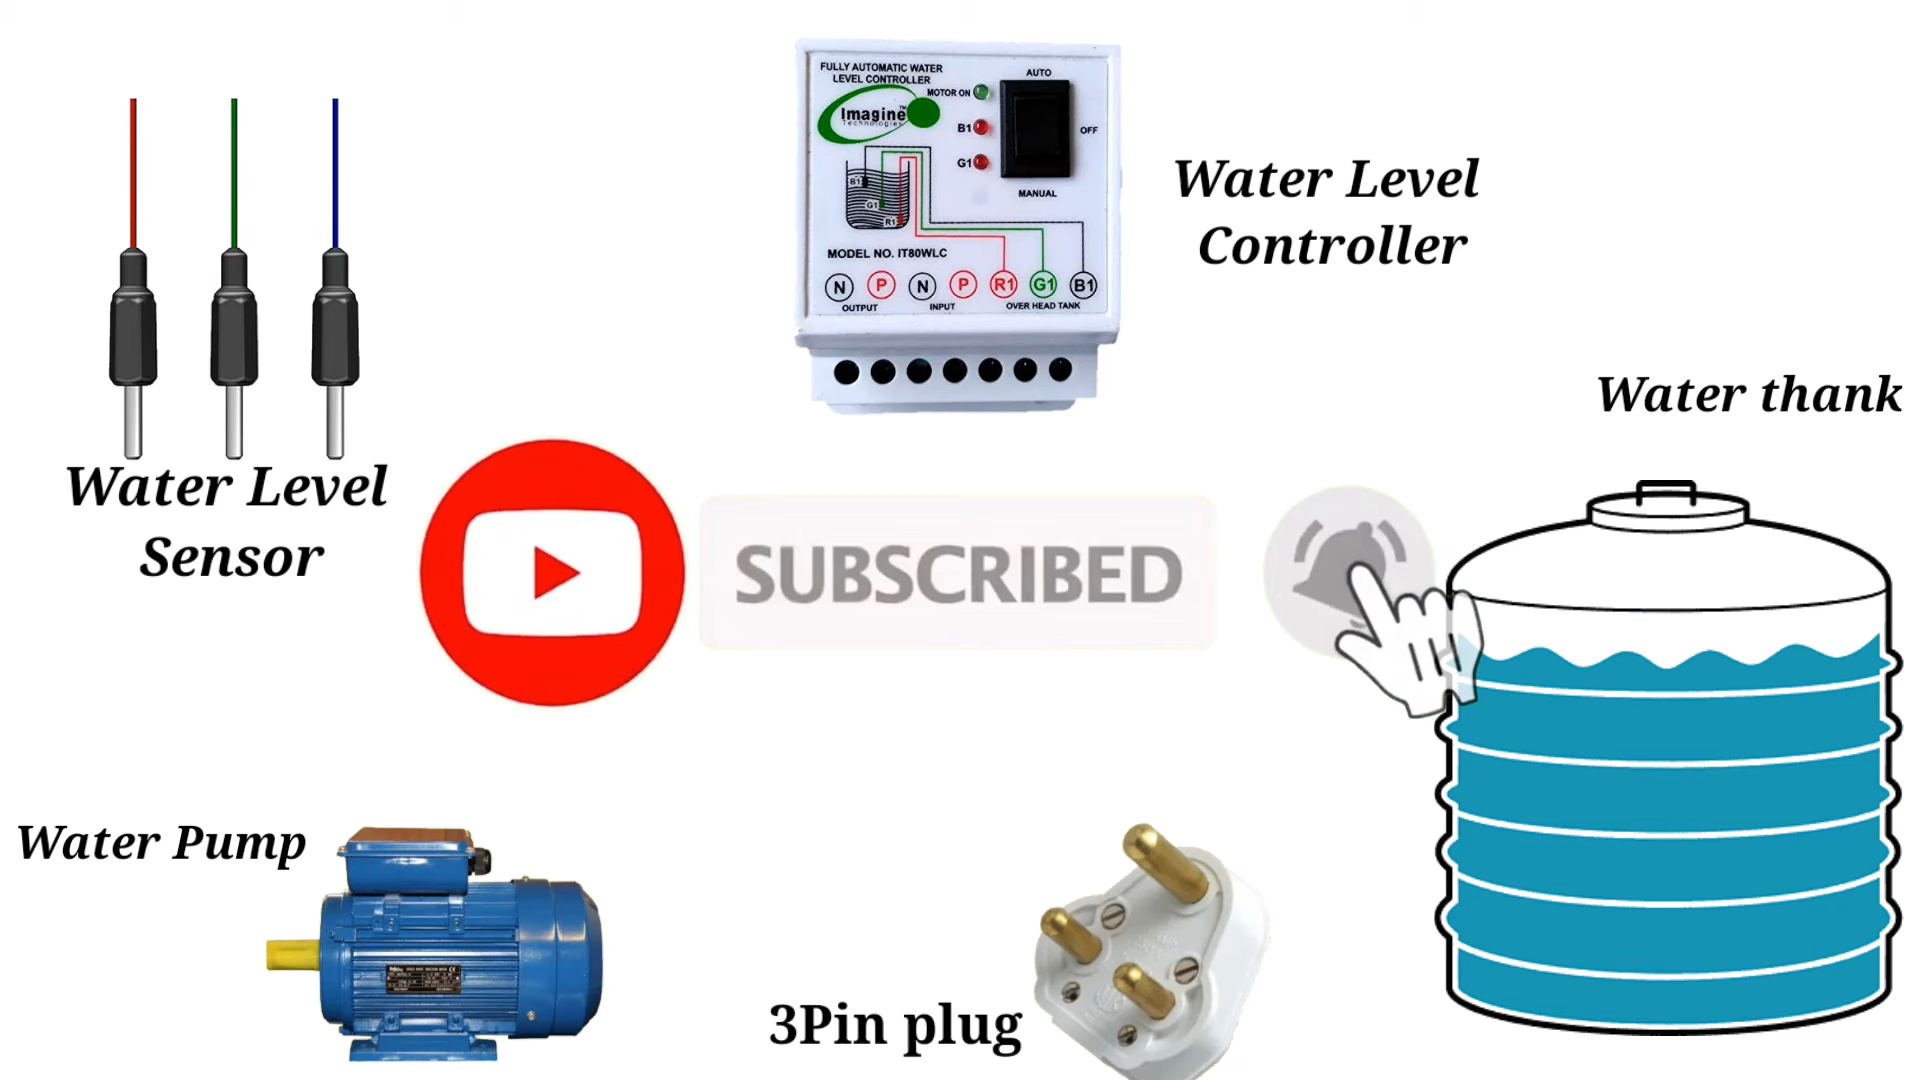 FULLY AUTOMATIC WATER
LEVEL CONTROLLER
AUTO
MOTOR ON
Imagine™
Technologies
B1
OFF
G1
MANUAL
B1
G1
R1
MODEL NO. IT80WLC
N P N P R1 G1 B1
OUTPUT INPUT OVER HEAD TANK
Water Level
Controller
Water thank
Water Level
Sensor
SUBSCRIBED
Water Pump
3Pin plug